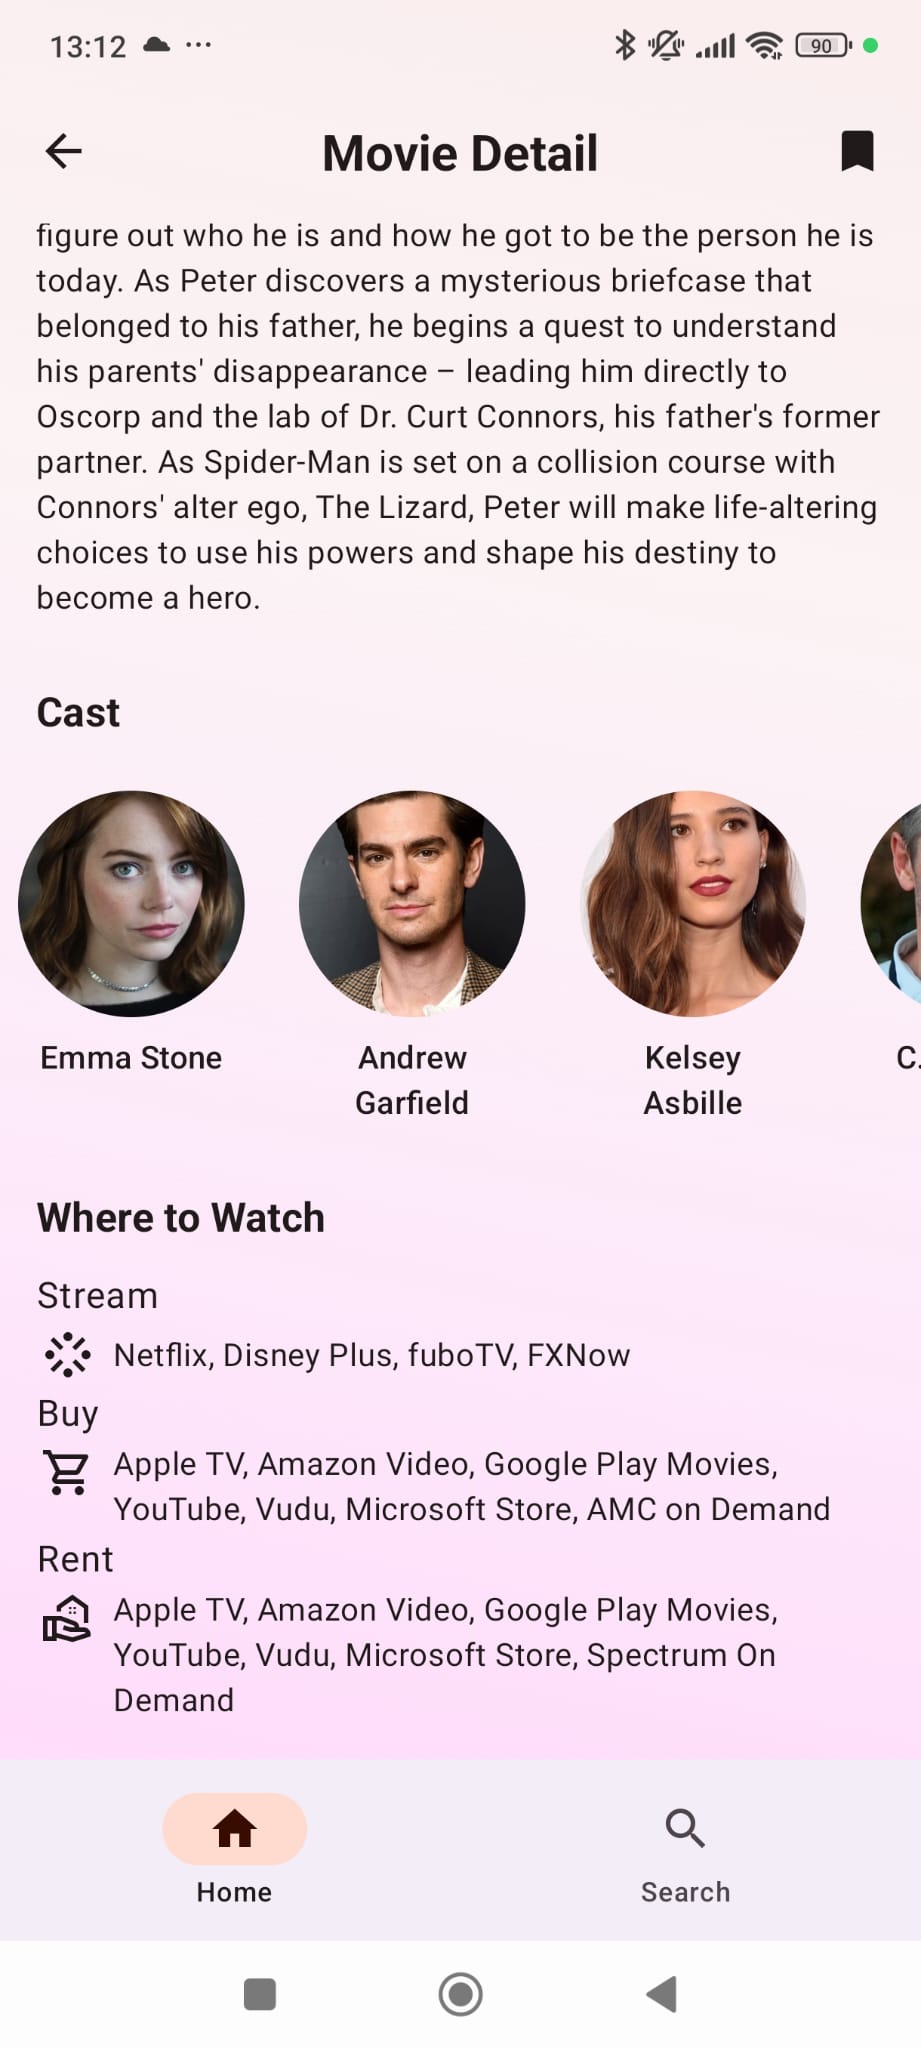 13:12
90
Movie Detail
figure out who he is and how he got to be the person he is
today. As Peter discovers a mysterious briefcase that
belonged to his father, he begins a quest to understand
his parents' disappearance – leading him directly to
Oscorp and the lab of Dr. Curt Connors, his father's former
partner. As Spider-Man is set on a collision course with
Connors' alter ego, The Lizard, Peter will make life-altering
choices to use his powers and shape his destiny to
become a hero.
Cast
Emma Stone
Andrew
Garfield
Kelsey
Asbille
C.
Where to Watch
Stream
Netflix, Disney Plus, fuboTV, FXNow
Buy
Apple TV, Amazon Video, Google Play Movies,
YouTube, Vudu, Microsoft Store, AMC on Demand
Rent
Apple TV, Amazon Video, Google Play Movies,
YouTube, Vudu, Microsoft Store, Spectrum On
Demand
Home
Search